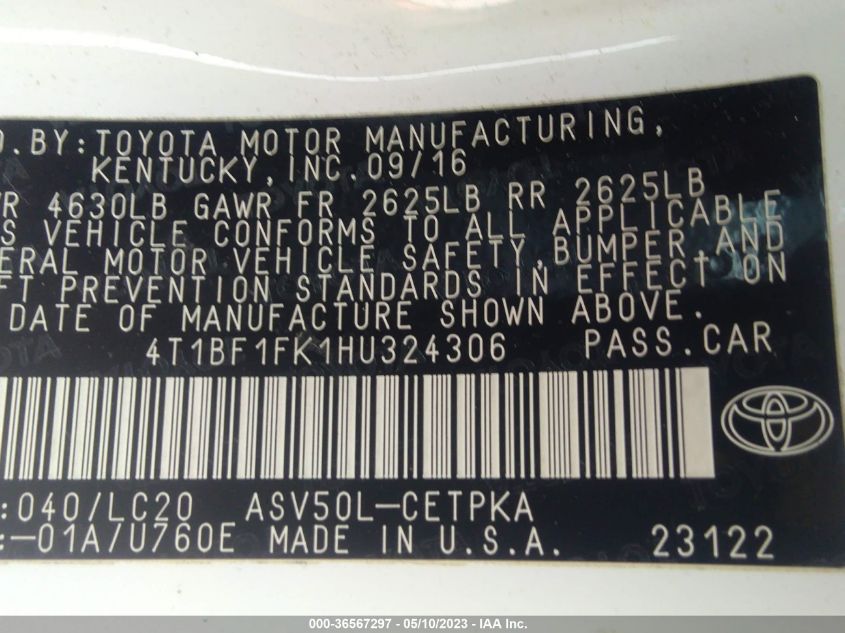 D.BY:TOYOTA MOTOR MANUFACTURING,
KENTUCKY,INC.09/16
R 4630LB GAWR FR 2625LB RR 2625LB
S VEHICLE CONFORMS TO ALL APPLICABLE
ERAL MOTOR VEHICLE SAFETY,BUMPER,AND
FT PREVENTION STANDARDS IN EFFECT ON
DATE OF MANUFACTURE SHOWN ABOVE.
4T1BF1FK1HU324306 PASS.CAR
:040/LC20 ASV50L-CETPKA
:-01A/U760E MADE IN U.S.A. 23122
000-36567297 - 05/10/2023 - IAA Inc.